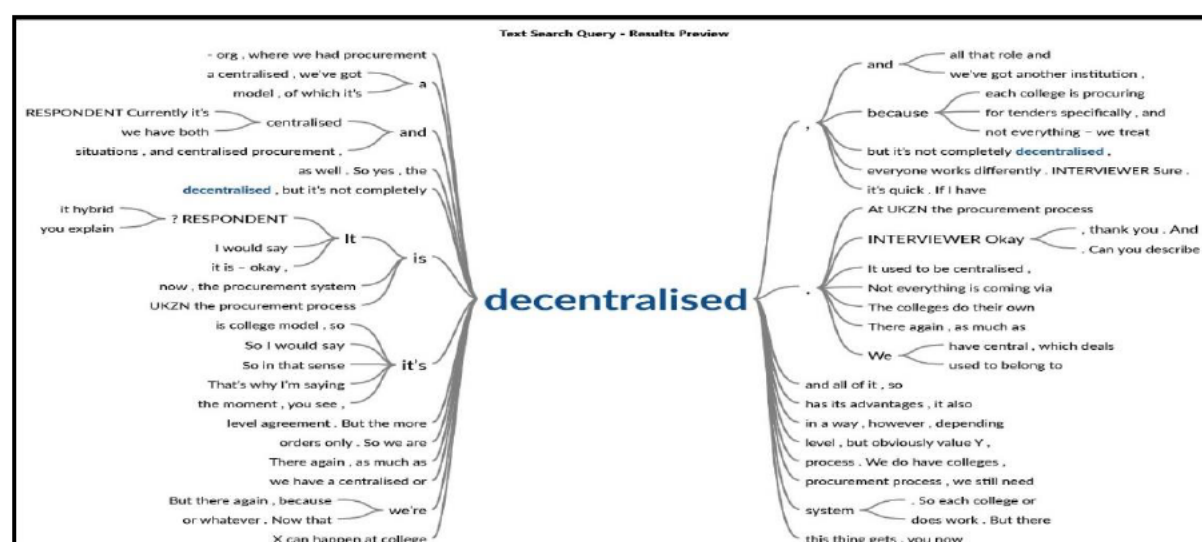 Text Search Query - Results Preview
- org , where we had procurement
a centralised , we've got
model , of which it's
a
RESPONDENT Currently it's
we have both
centralised
situations , and centralised procurement ,
and
as well . So yes , the
decentralised , but it's not completely
it hybrid
you explain
? RESPONDENT
I would say
it is – okay ,
It
now , the procurement system
UKZN the procurement process
is
is college model , so
So I would say
So in that sense
That's why I'm saying
the moment , you see ,
it's
level agreement . But the more
orders only . So we are
There again , as much as
we have a centralised or
But there again , because
or whatever . Now that
we're
X can happen at college
decentralised
,
and
all that role and
we've got another institution ,
because
each college is procuring
for tenders specifically , and
not everything – we treat
but it's not completely decentralised ,
everyone works differently . INTERVIEWER Sure .
it's quick . If I have
.
At UKZN the procurement process
INTERVIEWER Okay
, thank you . And
. Can you describe
It used to be centralised ,
Not everything is coming via
The colleges do their own
There again , as much as
We
have central , which deals
used to belong to
and all of it , so
has its advantages , it also
in a way , however , depending
level , but obviously value Y ,
process . We do have colleges ,
procurement process , we still need
system
. So each college or
does work . But there
this thing gets , you now